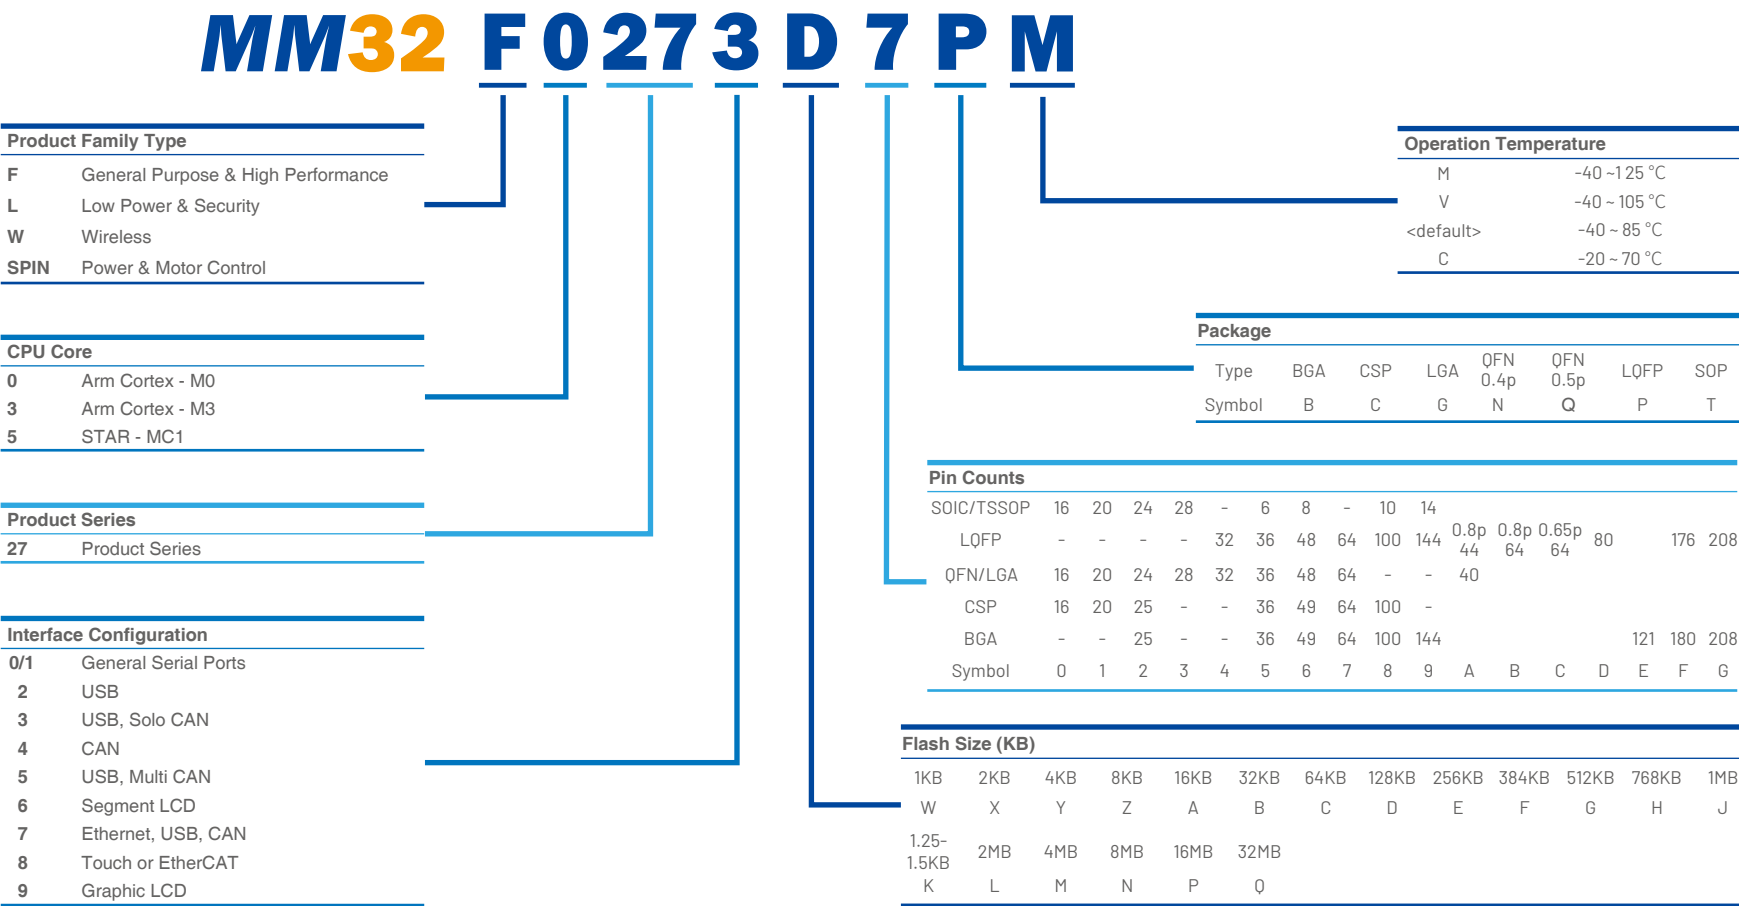 MM32 F 0 27 3 D 7 P M
Product Family Type
F General Purpose & High Performance
L Low Power & Security
W Wireless
SPIN Power & Motor Control
CPU Core
0 Arm Cortex - M0
3 Arm Cortex - M3
5 STAR - MC1
Product Series
27 Product Series
Interface Configuration
0/1 General Serial Ports
2 USB
3 USB, Solo CAN
4 CAN
5 USB, Multi CAN
6 Segment LCD
7 Ethernet, USB, CAN
8 Touch or EtherCAT
9 Graphic LCD
Operation Temperature
M -40 ~1 25 °C
V -40 ~ 105 °C
<default> -40 ~ 85 °C
C -20 ~ 70 °C
Package
Type BGA CSP LGA QFN 0.4p QFN 0.5p LQFP SOP
Symbol B C G N Q P T
Pin Counts
SOIC/TSSOP 16 20 24 28 - 6 8 - 10 14
LQFP - - - - 32 36 48 64 100 144 0.8p 44 0.8p 64 0.65p 64 80 176 208
QFN/LGA 16 20 24 28 32 36 48 64 - - 40
CSP 16 20 25 - - 36 49 64 100 -
BGA - - 25 - - 36 49 64 100 144 121 180 208
Symbol 0 1 2 3 4 5 6 7 8 9 A B C D E F G
Flash Size (KB)
1KB 2KB 4KB 8KB 16KB 32KB 64KB 128KB 256KB 384KB 512KB 768KB 1MB
W X Y Z A B C D E F G H J
1.25-1.5KB 2MB 4MB 8MB 16MB 32MB
K L M N P Q